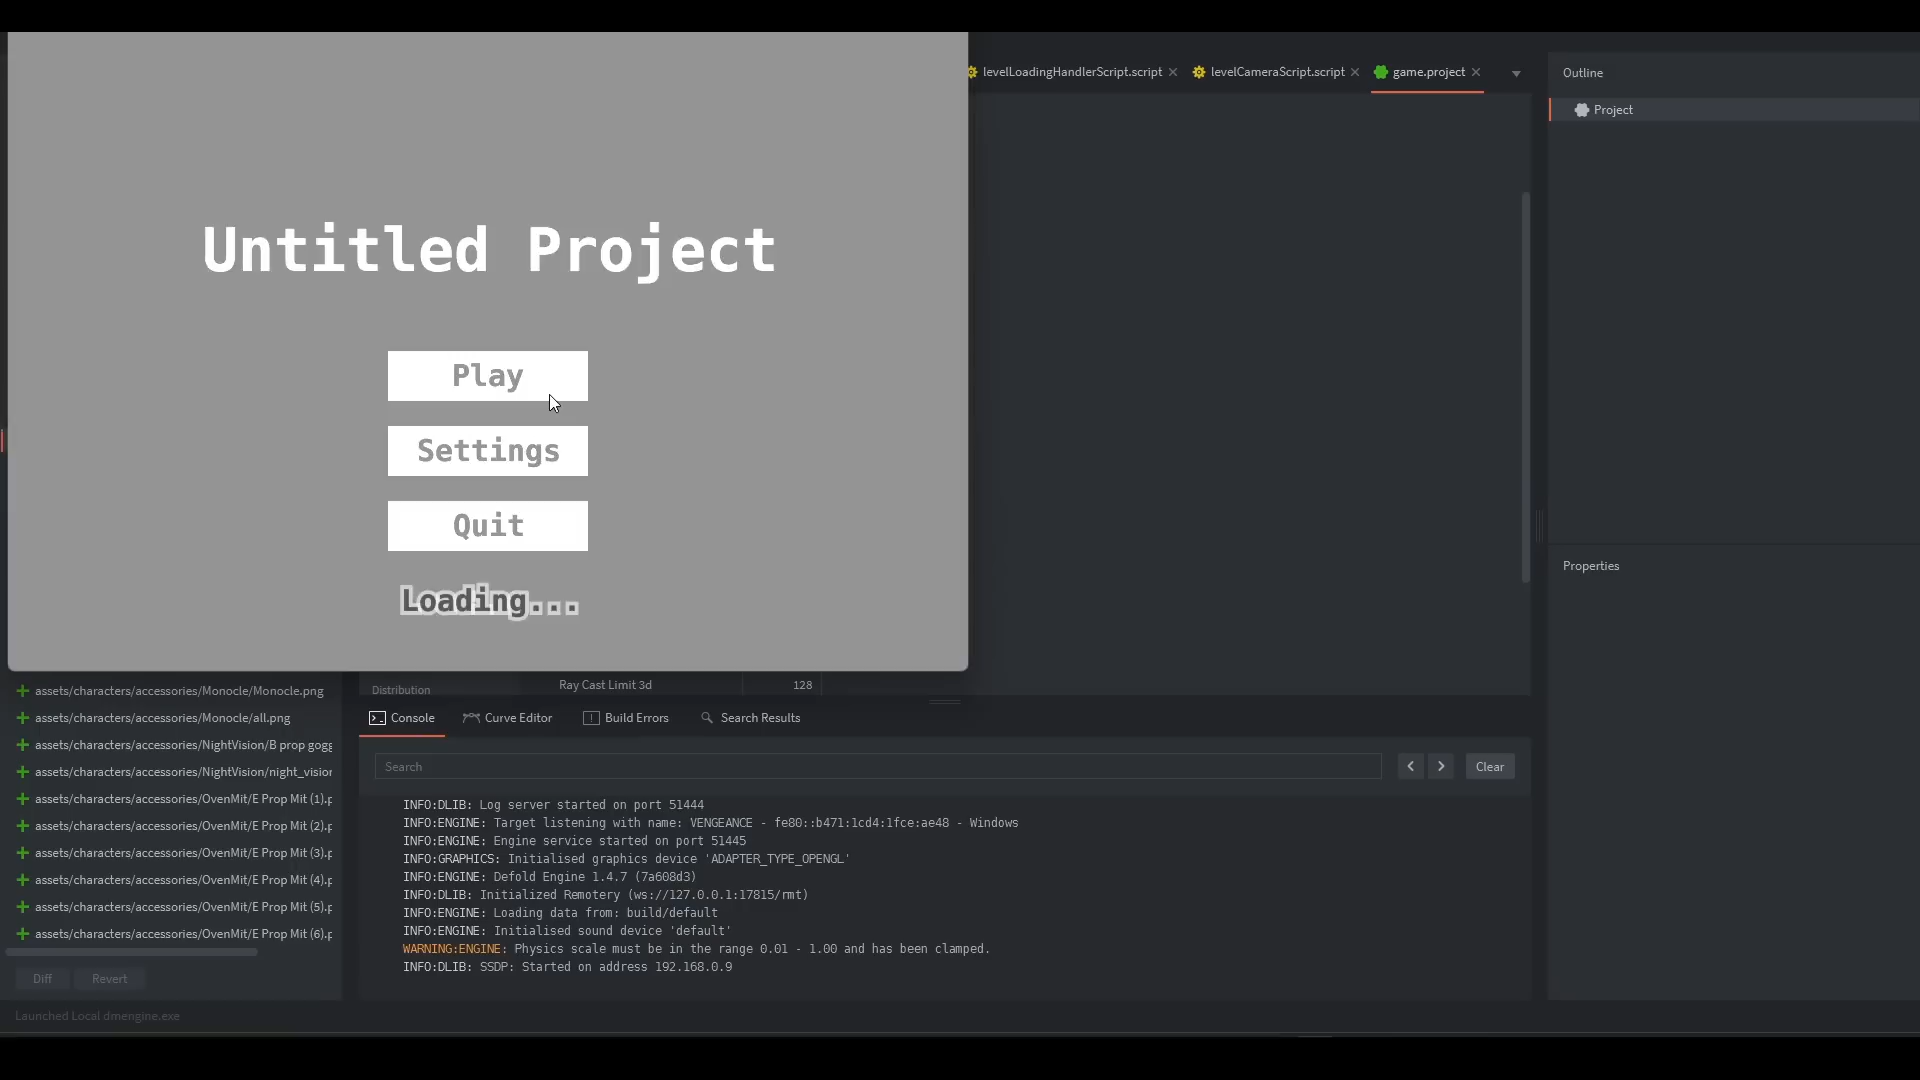 levelLoadingHandlerScript.script
levelCameraScript.script
game.project
Outline
Project
Untitled Project
Play
Settings
Quit
Loading...
Properties
Distribution
Ray Cast Limit 3d
128
assets/characters/accessories/Monocle/Monocle.png
assets/characters/accessories/Monocle/all.png
assets/characters/accessories/NightVision/B prop gogg
assets/characters/accessories/NightVision/night_vision
assets/characters/accessories/OvenMit/E Prop Mit (1).p
assets/characters/accessories/OvenMit/E Prop Mit (2).p
assets/characters/accessories/OvenMit/E Prop Mit (3).p
assets/characters/accessories/OvenMit/E Prop Mit (4).p
assets/characters/accessories/OvenMit/E Prop Mit (5).p
assets/characters/accessories/OvenMit/E Prop Mit (6).p
Diff
Revert
Console
Curve Editor
Build Errors
Search Results
Search
Clear
INFO:DLIB: Log server started on port 51444
INFO:ENGINE: Target listening with name: VENGEANCE - fe80::b471:1cd4:1fce:ae48 - Windows
INFO:ENGINE: Engine service started on port 51445
INFO:GRAPHICS: Initialised graphics device 'ADAPTER_TYPE_OPENGL'
INFO:ENGINE: Defold Engine 1.4.7 (7a608d3)
INFO:DLIB: Initialized Remotery (ws://127.0.0.1:17815/rmt)
INFO:ENGINE: Loading data from: build/default
INFO:ENGINE: Initialised sound device 'default'
WARNING:ENGINE: Physics scale must be in the range 0.01 - 1.00 and has been clamped.
INFO:DLIB: SSDP: Started on address 192.168.0.9
Launched Local dmengine.exe